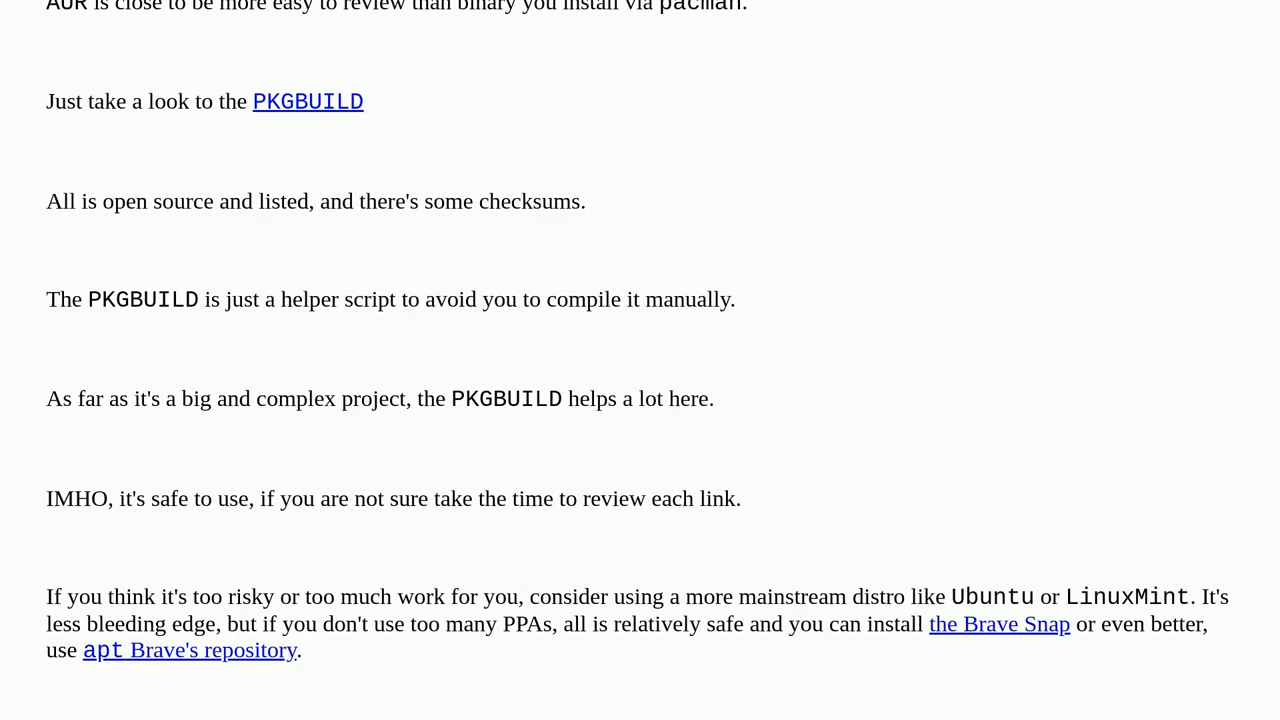 AUR is close to be more easy to review than binary you install via pacman.
Just take a look to the PKGBUILD
All is open source and listed, and there's some checksums.
The PKGBUILD is just a helper script to avoid you to compile it manually.
As far as it's a big and complex project, the PKGBUILD helps a lot here.
IMHO, it's safe to use, if you are not sure take the time to review each link.
If you think it's too risky or too much work for you, consider using a more mainstream distro like Ubuntu or LinuxMint. It's
less bleeding edge, but if you don't use too many PPAs, all is relatively safe and you can install the Brave Snap or even better,
use apt Brave's repository.